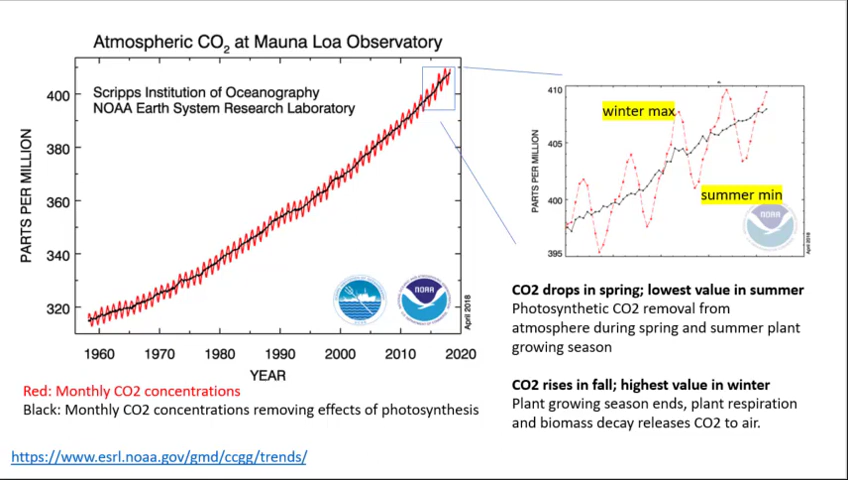 Atmospheric CO2 at Mauna Loa Observatory
Scripps Institution of Oceanography
NOAA Earth System Research Laboratory
PARTS PER MILLION
400
380
360
340
320
1960 1970 1980 1990 2000 2010 2020
YEAR
NOAA
April 2018
Red: Monthly CO2 concentrations
Black: Monthly CO2 concentrations removing effects of photosynthesis
https://www.esrl.noaa.gov/gmd/ccgg/trends/
PARTS PER MILLION
410
405
400
395
winter max
summer min
NOAA
April 2018
CO2 drops in spring; lowest value in summer
Photosynthetic CO2 removal from
atmosphere during spring and summer plant
growing season
CO2 rises in fall; highest value in winter
Plant growing season ends, plant respiration
and biomass decay releases CO2 to air.